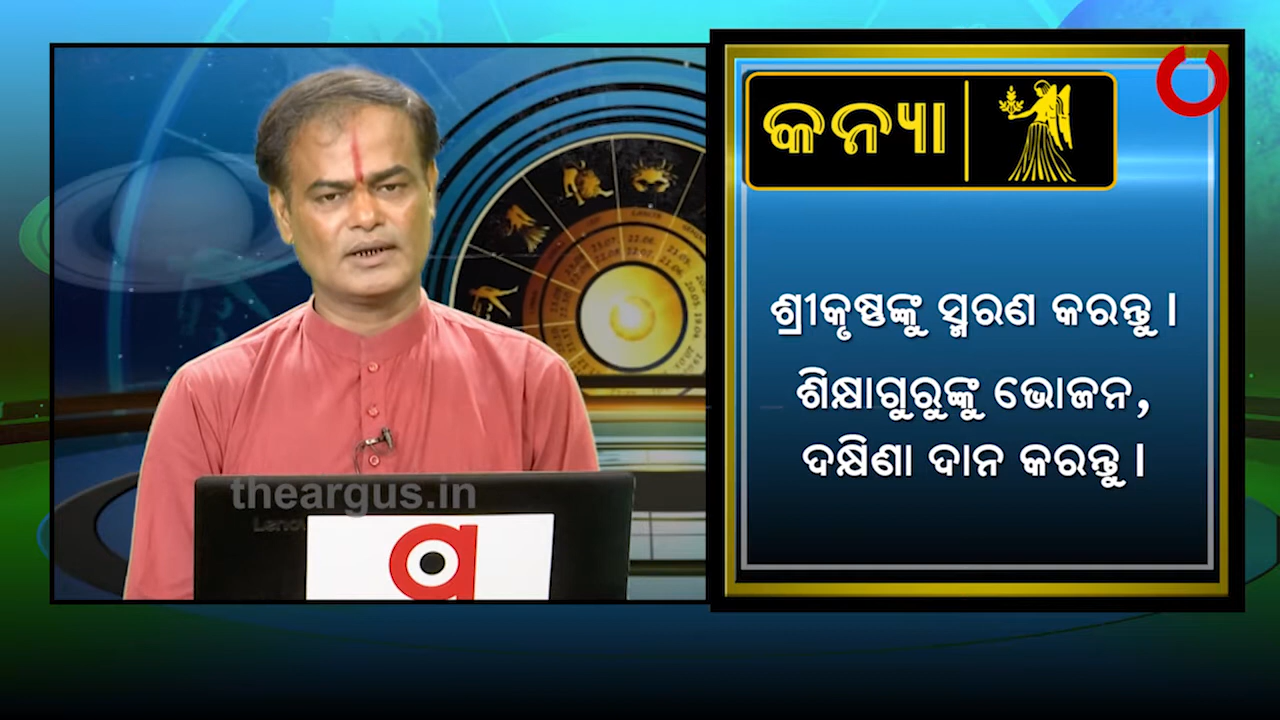 କନ୍ୟା
ଶ୍ରୀକୃଷ୍ଣଙ୍କୁ ସ୍ମରଣ କରନ୍ତୁ ।
ଶିକ୍ଷାଗୁରୁଙ୍କୁ ଭୋଜନ,
ଦକ୍ଷିଣା ଦାନ କରନ୍ତୁ ।
theargus.in